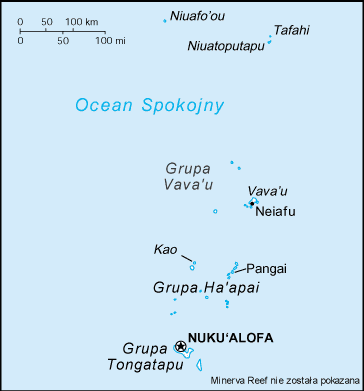 0 50 100 km
0 50 100 mi
Niuafo'ou
Tafahi
Niuatoputapu
Ocean Spokojny
Grupa
Vava'u
Vava'u
Neiafu
Kao
Pangai
Grupa Ha'apai
NUKU‘ALOFA
Grupa
Tongatapu
Minerva Reef nie została pokazana